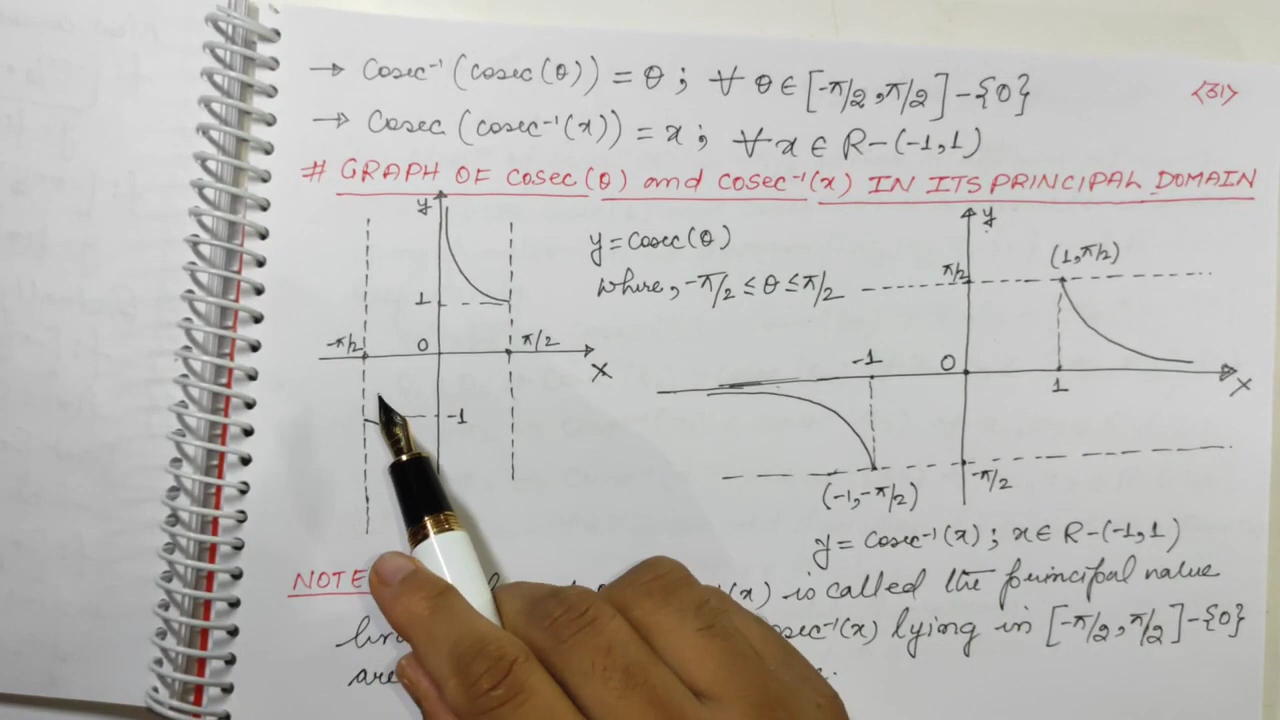 → Cosec⁻¹(cosec(θ)) = θ ; ∀ θ ∈ [-π/2, π/2] - {0}
<31>
→ Cosec (cosec⁻¹(x)) = x ; ∀ x ∈ R - (-1,1)
# GRAPH OF Cosec(θ) and Cosec⁻¹(x) IN ITS PRINCIPAL DOMAIN
y
1
-π/2
0
π/2
X
-1
y = Cosec(θ)
where, -π/2 ≤ θ ≤ π/2
y
π/2
(1, π/2)
-1
0
1
X
(-1, -π/2)
-π/2
y = Cosec⁻¹(x) ; x ∈ R - (-1,1)
NOTE (x) is called the principal value
(x) lying in [-π/2, π/2] - {0}
are